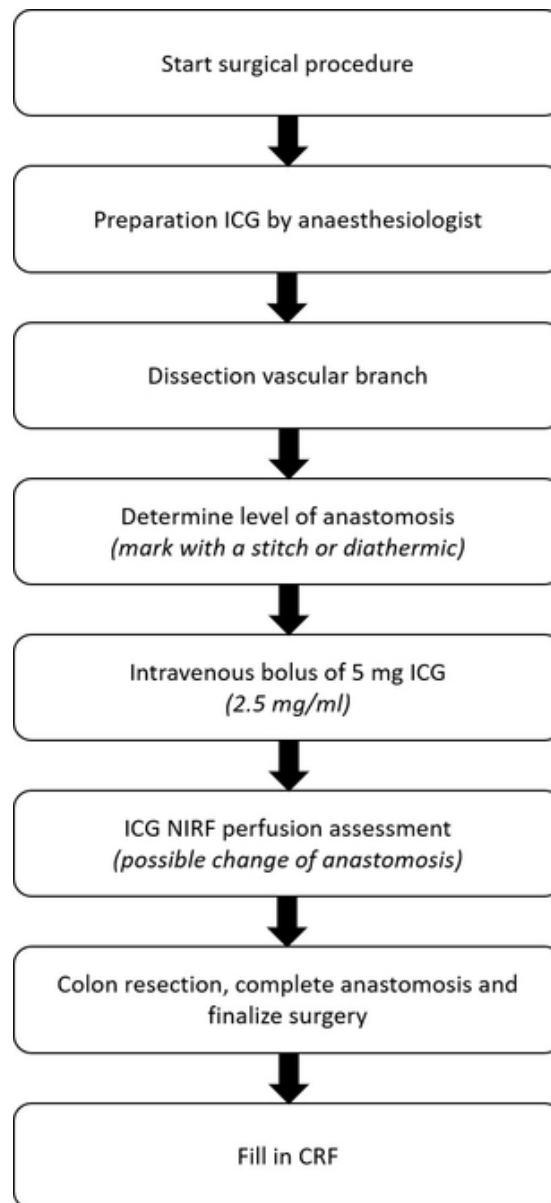 Start surgical procedure
Preparation ICG by anaesthesiologist
Dissection vascular branch
Determine level of anastomosis
(mark with a stitch or diathermic)
Intravenous bolus of 5 mg ICG
(2.5 mg/ml)
ICG NIRF perfusion assessment
(possible change of anastomosis)
Colon resection, complete anastomosis and
finalize surgery
Fill in CRF